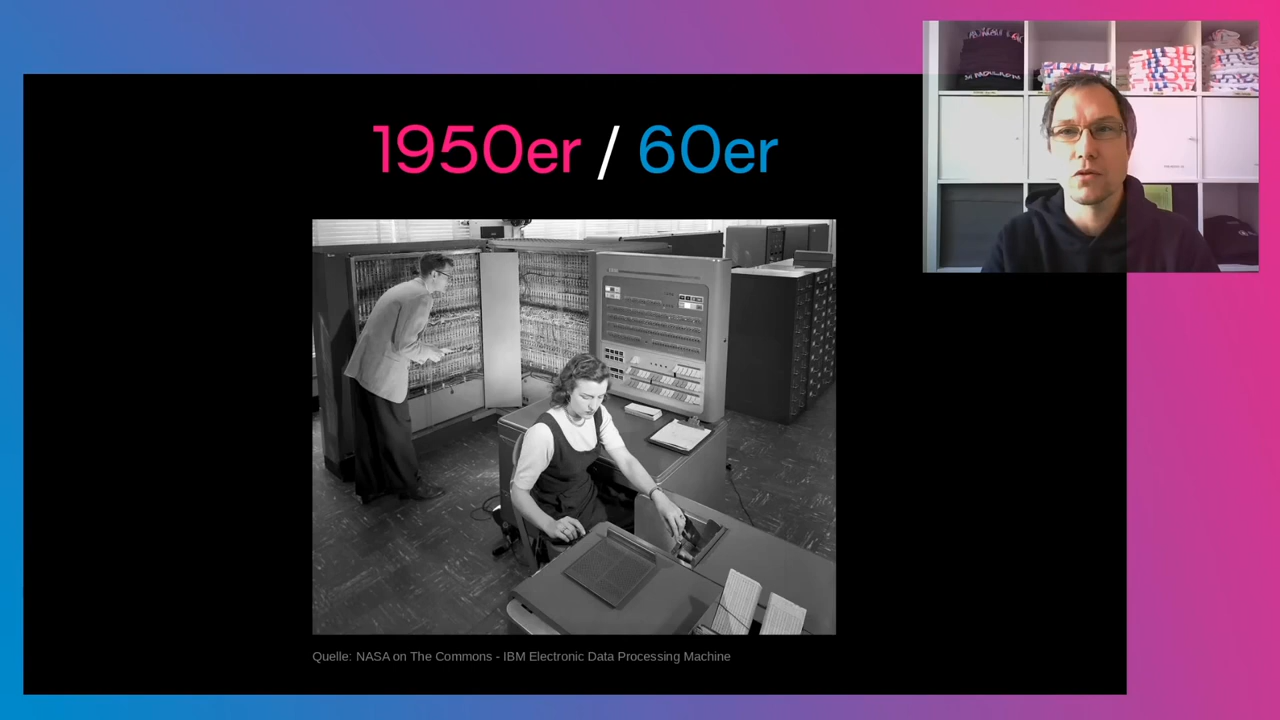 1950er / 60er
Quelle: NASA on The Commons - IBM Electronic Data Processing Machine